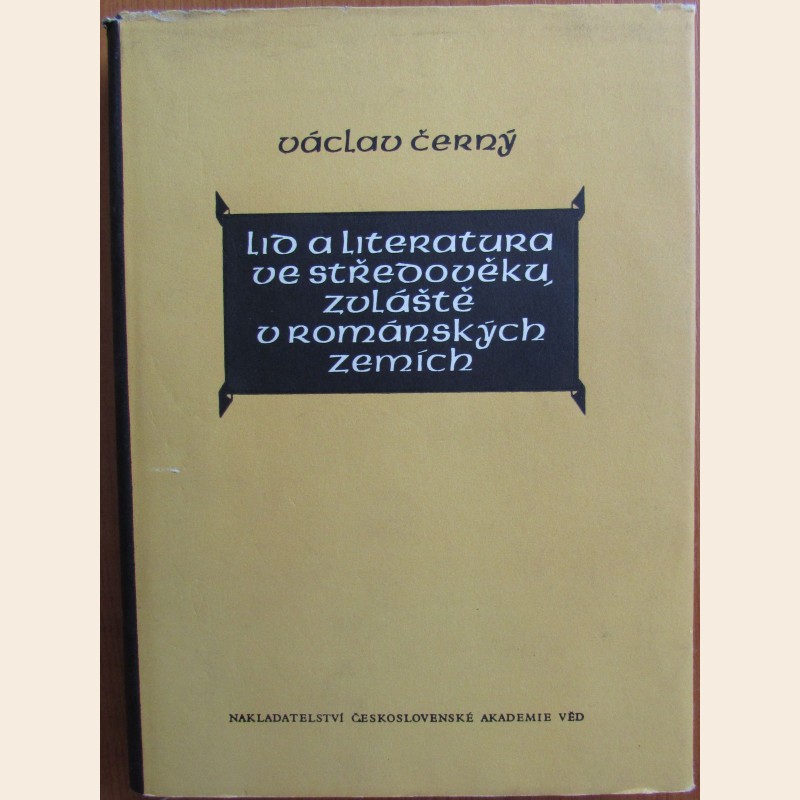 václav černý
lid a literatura
ve středověku,
zvláště
v románských
zemích
NAKLADATELSTVÍ ČESKOSLOVENSKÉ AKADEMIE VĚD